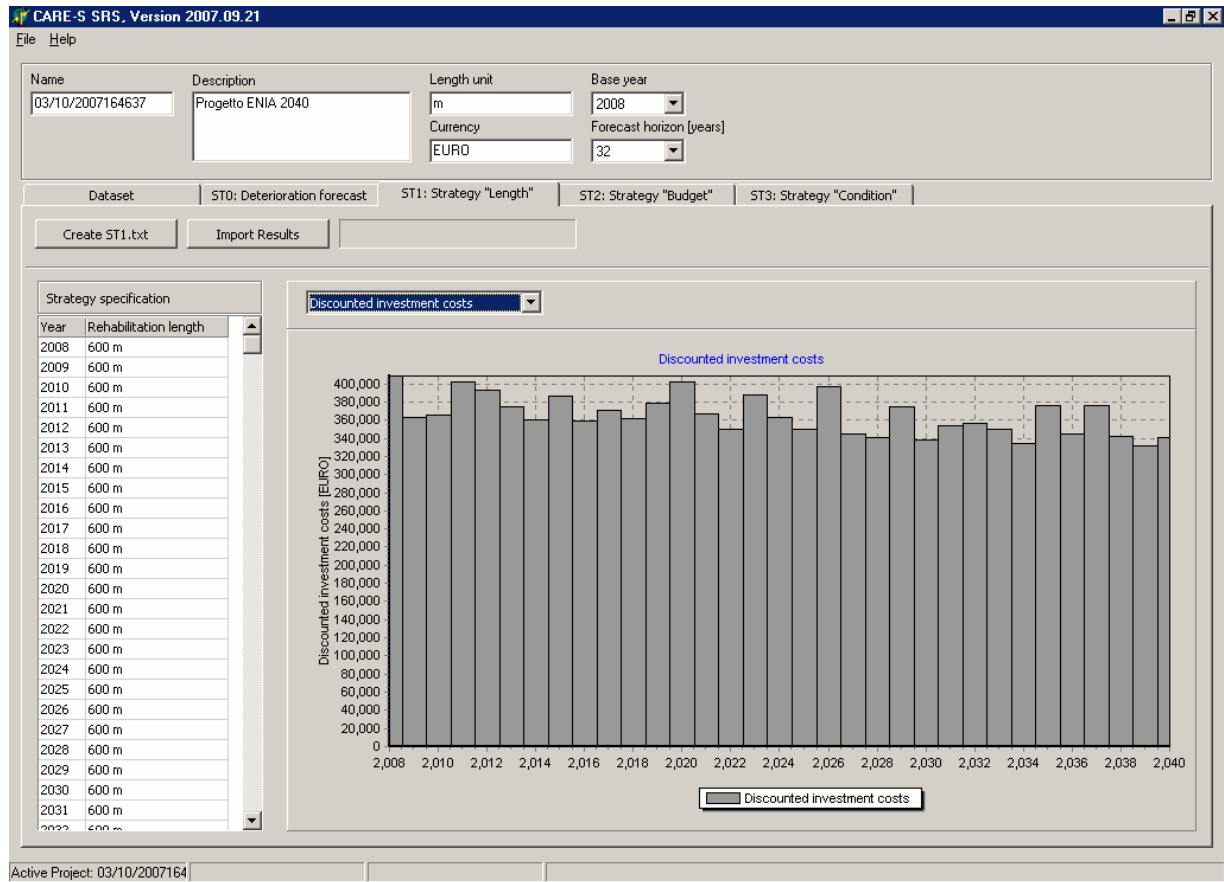 CARE-S SRS, Version 2007.09.21
File Help
Name
03/10/2007164637
Description
Progetto ENIA 2040
Length unit
m
Currency
EURO
Base year
2008
Forecast horizon [years]
32
Dataset
ST0: Deterioration forecast
ST1: Strategy "Length"
ST2: Strategy "Budget"
ST3: Strategy "Condition"
Create ST1.txt
Import Results
Strategy specification
Year Rehabilitation length
2008 600 m
2009 600 m
2010 600 m
2011 600 m
2012 600 m
2013 600 m
2014 600 m
2015 600 m
2016 600 m
2017 600 m
2018 600 m
2019 600 m
2020 600 m
2021 600 m
2022 600 m
2023 600 m
2024 600 m
2025 600 m
2026 600 m
2027 600 m
2028 600 m
2029 600 m
2030 600 m
2031 600 m
2032 600 m
Discounted investment costs
Discounted investment costs
Discounted investment costs [EURO]
400,000
380,000
360,000
340,000
320,000
300,000
280,000
260,000
240,000
220,000
200,000
180,000
160,000
140,000
120,000
100,000
80,000
60,000
40,000
20,000
0
2,008 2,010 2,012 2,014 2,016 2,018 2,020 2,022 2,024 2,026 2,028 2,030 2,032 2,034 2,036 2,038 2,040
Discounted investment costs
Active Project: 03/10/2007164